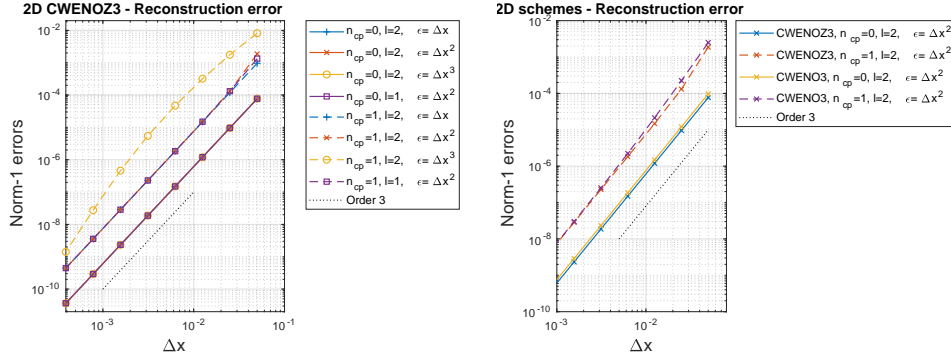 2D CWENOZ3 - Reconstruction error
Norm-1 errors
10^-2
10^-4
10^-6
10^-8
10^-10
10^-3
10^-2
10^-1
Δx
n_cp=0, l=2, ϵ= Δx
n_cp=0, l=2, ϵ= Δx^2
n_cp=0, l=2, ϵ= Δx^3
n_cp=0, l=1, ϵ= Δx^2
n_cp=1, l=2, ϵ= Δx
n_cp=1, l=2, ϵ= Δx^2
n_cp=1, l=2, ϵ= Δx^3
n_cp=1, l=1, ϵ= Δx^2
Order 3
2D schemes - Reconstruction error
Norm-1 errors
10^-2
10^-4
10^-6
10^-8
10^-10
10^-3
10^-2
Δx
CWENOZ3, n_cp=0, l=2, ϵ= Δx^2
CWENOZ3, n_cp=1, l=2, ϵ= Δx^2
CWENO3, n_cp=0, l=2, ϵ= Δx^2
CWENO3, n_cp=1, l=2, ϵ= Δx^2
Order 3